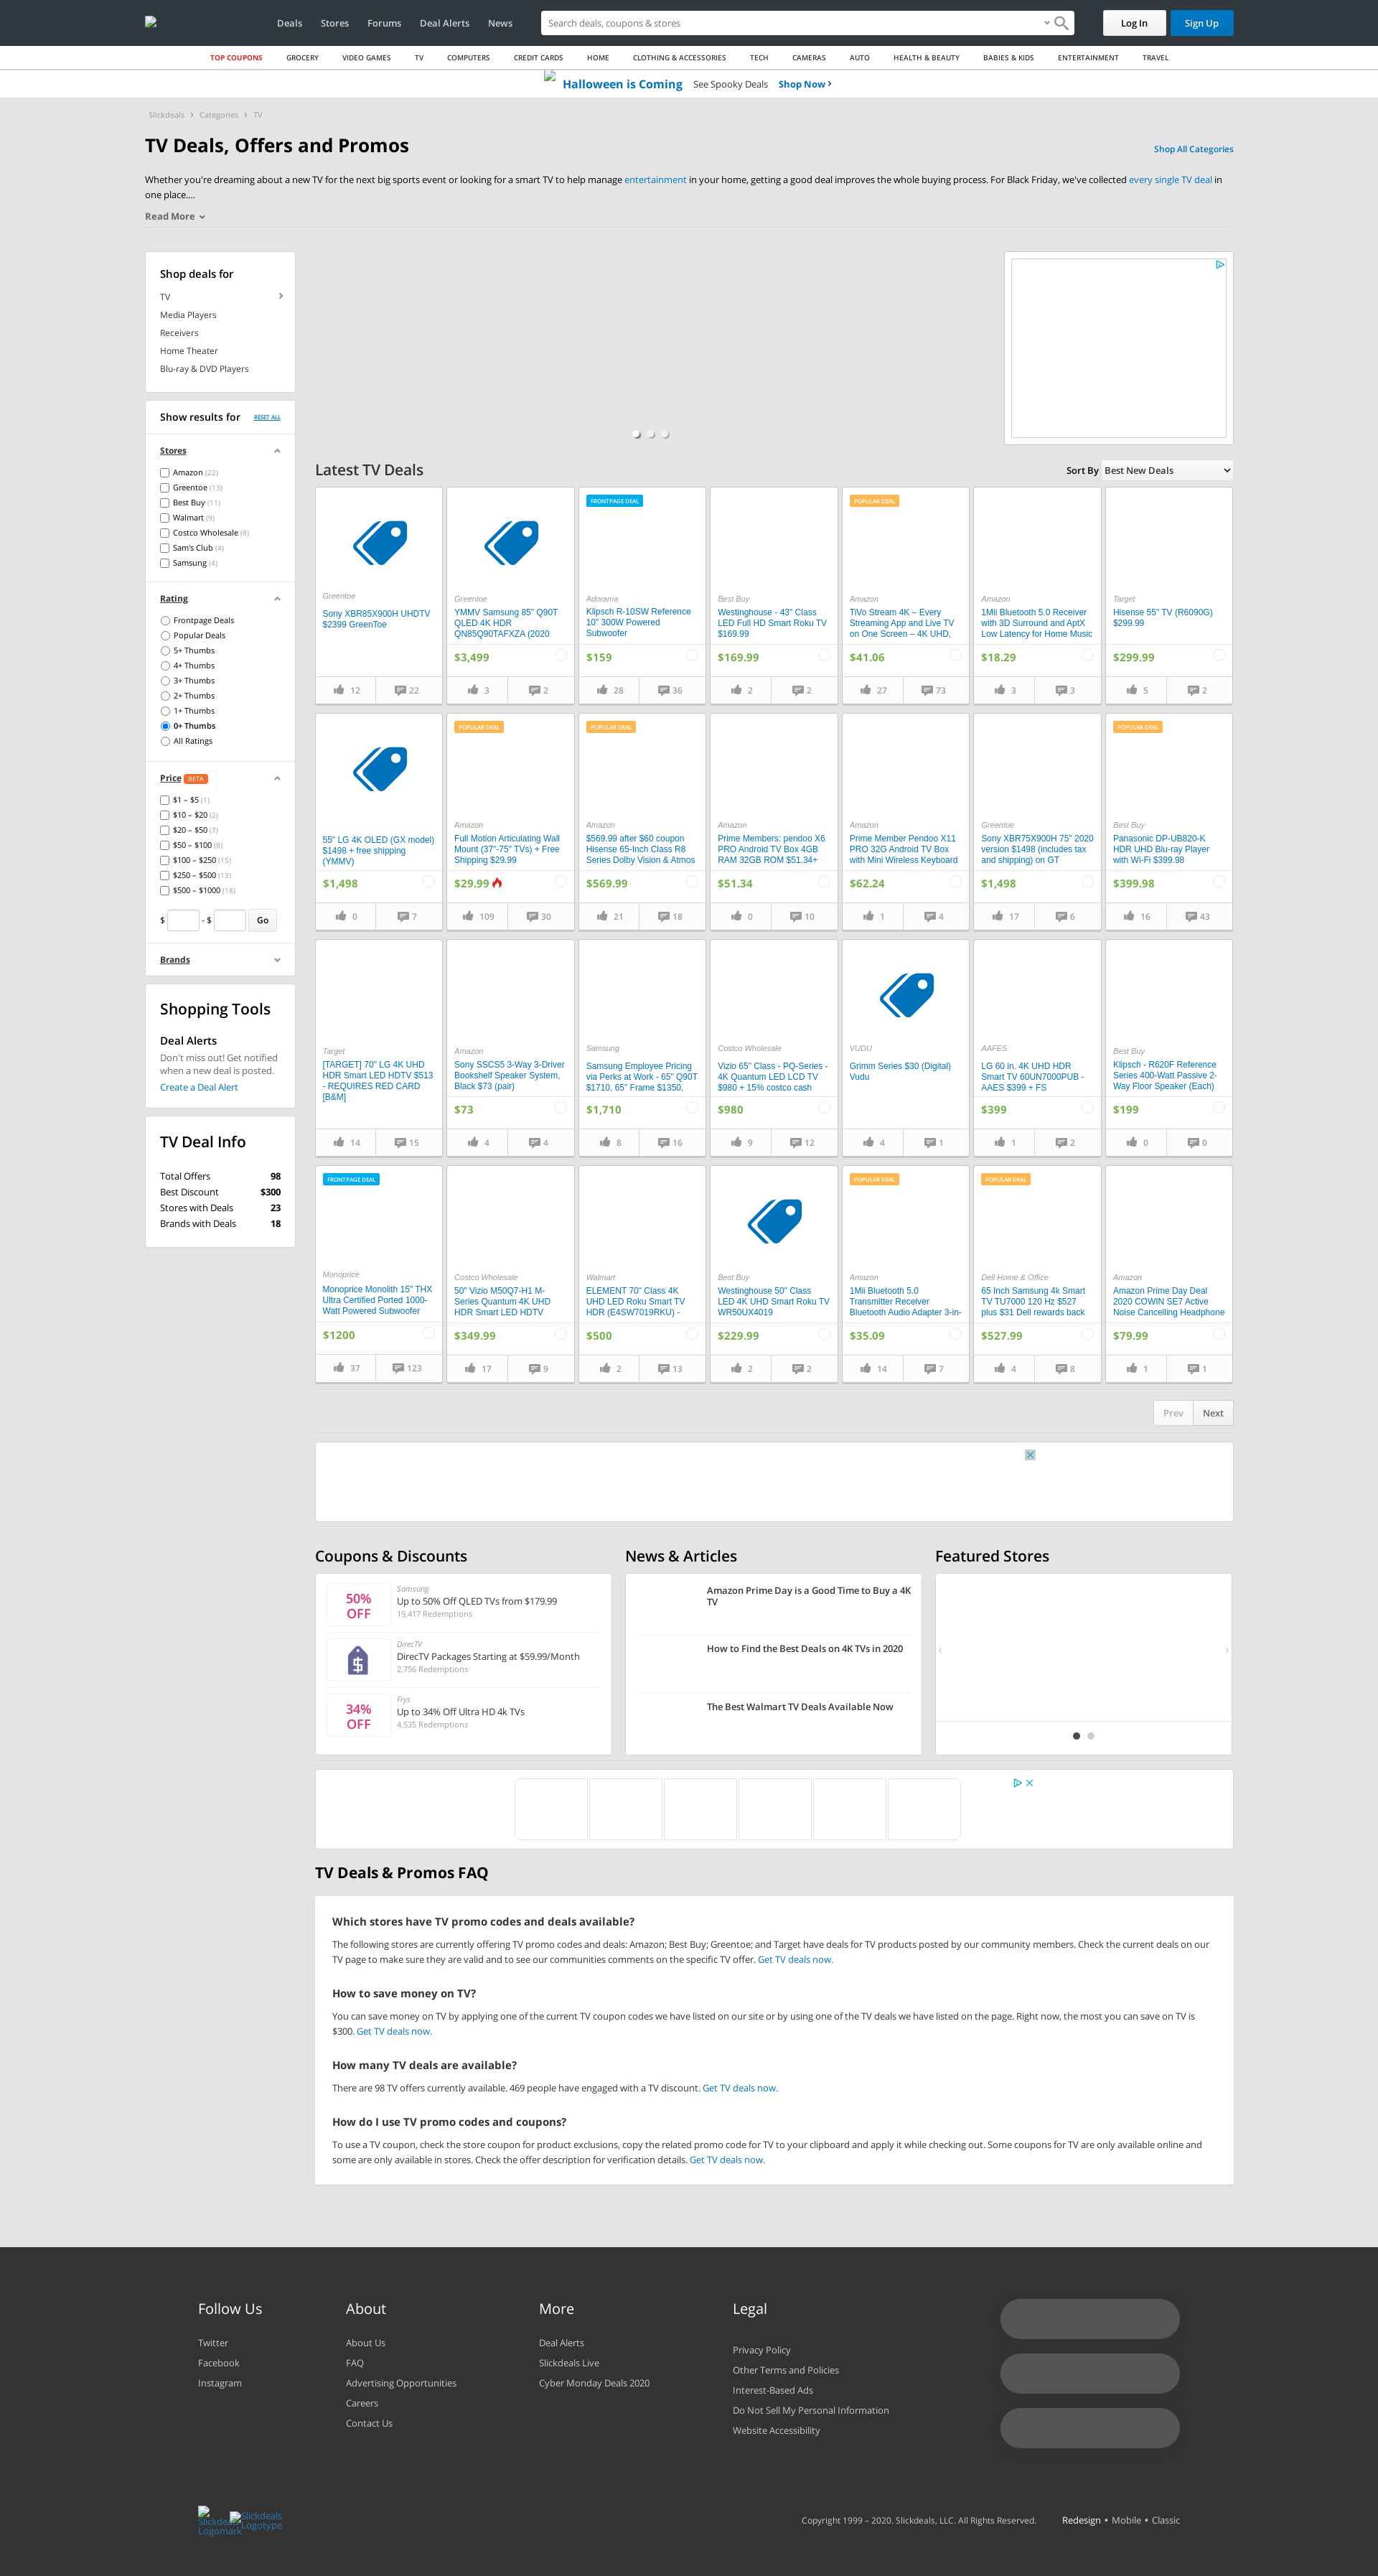 Deals Stores Forums Deal Alerts News Search deals, coupons & stores Log In Sign Up
TOP COUPONS GROCERY VIDEO GAMES TV COMPUTERS CREDIT CARDS HOME CLOTHING & ACCESSORIES TECH CAMERAS AUTO HEALTH & BEAUTY BABIES & KIDS ENTERTAINMENT TRAVEL
Halloween is Coming See Spooky Deals Shop Now
Slickdeals Categories TV
TV Deals, Offers and Promos
Shop All Categories
Whether you're dreaming about a new TV for the next big sports event or looking for a smart TV to help manage entertainment in your home, getting a good deal improves the whole buying process. For Black Friday, we've collected every single TV deal in
one place....
Read More
Shop deals for
TV
Media Players
Receivers
Home Theater
Blu-ray & DVD Players
Show results for RESET ALL
Stores
Amazon (22)
Greentoe (13)
Best Buy (11)
Walmart (9)
Costco Wholesale (8)
Sam's Club (4)
Samsung (4)
Rating
Frontpage Deals
Popular Deals
5+ Thumbs
4+ Thumbs
3+ Thumbs
2+ Thumbs
1+ Thumbs
0+ Thumbs
All Ratings
Price BETA
$1 – $5 (1)
$10 – $20 (2)
$20 – $50 (7)
$50 – $100 (8)
$100 – $250 (15)
$250 – $500 (13)
$500 – $1000 (18)
$ - $ Go
Brands
Shopping Tools
Deal Alerts
Don't miss out! Get notified
when a new deal is posted.
Create a Deal Alert
TV Deal Info
Total Offers 98
Best Discount $300
Stores with Deals 23
Brands with Deals 18
Latest TV Deals
Sort By Best New Deals
Greentoe
Sony XBR85X900H UHDTV
$2399 GreenToe
12 22
Greentoe
YMMV Samsung 85" Q90T
QLED 4K HDR
QN85Q90TAFXZA (2020
$3,499
3 2
FRONTPAGE DEAL
Adorama
Klipsch R-10SW Reference
10" 300W Powered
Subwoofer
$159
28 36
Best Buy
Westinghouse - 43" Class
LED Full HD Smart Roku TV
$169.99
$169.99
2 2
POPULAR DEAL
Amazon
TiVo Stream 4K – Every
Streaming App and Live TV
on One Screen – 4K UHD,
$41.06
27 73
Amazon
1Mii Bluetooth 5.0 Receiver
with 3D Surround and AptX
Low Latency for Home Music
$18.29
3 3
Target
Hisense 55" TV (R6090G)
$299.99
$299.99
5 2
55" LG 4K OLED (GX model)
$1498 + free shipping
(YMMV)
$1,498
0 7
POPULAR DEAL
Amazon
Full Motion Articulating Wall
Mount (37"-75" TVs) + Free
Shipping $29.99
$29.99
109 30
POPULAR DEAL
Amazon
$569.99 after $60 coupon
Hisense 65-Inch Class R8
Series Dolby Vision & Atmos
$569.99
21 18
Amazon
Prime Members: pendoo X6
PRO Android TV Box 4GB
RAM 32GB ROM $51.34+
$51.34
0 10
Amazon
Prime Member Pendoo X11
PRO 32G Android TV Box
with Mini Wireless Keyboard
$62.24
1 4
Greentoe
Sony XBR75X900H 75" 2020
version $1498 (includes tax
and shipping) on GT
$1,498
17 6
POPULAR DEAL
Best Buy
Panasonic DP-UB820-K
HDR UHD Blu-ray Player
with Wi-Fi $399.98
$399.98
16 43
Target
[TARGET] 70" LG 4K UHD
HDR Smart LED HDTV $513
- REQUIRES RED CARD
[B&M]
14 15
Amazon
Sony SSCS5 3-Way 3-Driver
Bookshelf Speaker System,
Black $73 (pair)
$73
4 4
Samsung
Samsung Employee Pricing
via Perks at Work - 65" Q90T
$1710, 65" Frame $1350,
$1,710
8 16
Costco Wholesale
Vizio 65" Class - PQ-Series -
4K Quantum LED LCD TV
$980 + 15% costco cash
$980
9 12
VUDU
Grimm Series $30 (Digital)
Vudu
4 1
AAFES
LG 60 in. 4K UHD HDR
Smart TV 60UN7000PUB -
AAES $399 + FS
$399
1 2
Best Buy
Klipsch - R620F Reference
Series 400-Watt Passive 2-
Way Floor Speaker (Each)
$199
0 0
FRONTPAGE DEAL
Monoprice
Monoprice Monolith 15" THX
Ultra Certified Ported 1000-
Watt Powered Subwoofer
$1200
37 123
Costco Wholesale
50" Vizio M50Q7-H1 M-
Series Quantum 4K UHD
HDR Smart LED HDTV
$349.99
17 9
Walmart
ELEMENT 70" Class 4K
UHD LED Roku Smart TV
HDR (E4SW7019RKU) -
$500
2 13
Best Buy
Westinghouse 50" Class
LED 4K UHD Smart Roku TV
WR50UX4019
$229.99
2 2
POPULAR DEAL
Amazon
1Mii Bluetooth 5.0
Transmitter Receiver
Bluetooth Audio Adapter 3-in-
$35.09
14 7
POPULAR DEAL
Dell Home & Office
65 Inch Samsung 4k Smart
TV TU7000 120 Hz $527
plus $31 Dell rewards back
$527.99
4 8
Amazon
Amazon Prime Day Deal
2020 COWIN SE7 Active
Noise Cancelling Headphone
$79.99
1 1
Prev Next
Coupons & Discounts
50% OFF
Samsung
Up to 50% Off QLED TVs from $179.99
19,417 Redemptions
DirecTV
DirecTV Packages Starting at $59.99/Month
2,756 Redemptions
34% OFF
Frys
Up to 34% Off Ultra HD 4k TVs
4,535 Redemptions
News & Articles
Amazon Prime Day is a Good Time to Buy a 4K
TV
How to Find the Best Deals on 4K TVs in 2020
The Best Walmart TV Deals Available Now
Featured Stores
TV Deals & Promos FAQ
Which stores have TV promo codes and deals available?
The following stores are currently offering TV promo codes and deals: Amazon; Best Buy; Greentoe; and Target have deals for TV products posted by our community members. Check the current deals on our
TV page to make sure they are valid and to see our communities comments on the specific TV offer. Get TV deals now.
How to save money on TV?
You can save money on TV by applying one of the current TV coupon codes we have listed on our site or by using one of the TV deals we have listed on the page. Right now, the most you can save on TV is
$300. Get TV deals now.
How many TV deals are available?
There are 98 TV offers currently available. 469 people have engaged with a TV discount. Get TV deals now.
How do I use TV promo codes and coupons?
To use a TV coupon, check the store coupon for product exclusions, copy the related promo code for TV to your clipboard and apply it while checking out. Some coupons for TV are only available online and
some are only available in stores. Check the offer description for verification details. Get TV deals now.
Follow Us
Twitter
Facebook
Instagram
About
About Us
FAQ
Advertising Opportunities
Careers
Contact Us
More
Deal Alerts
Slickdeals Live
Cyber Monday Deals 2020
Legal
Privacy Policy
Other Terms and Policies
Interest-Based Ads
Do Not Sell My Personal Information
Website Accessibility
Slickdeals Logomark
Slickdeals Logotype
Copyright 1999 – 2020. Slickdeals, LLC. All Rights Reserved. Redesign • Mobile • Classic